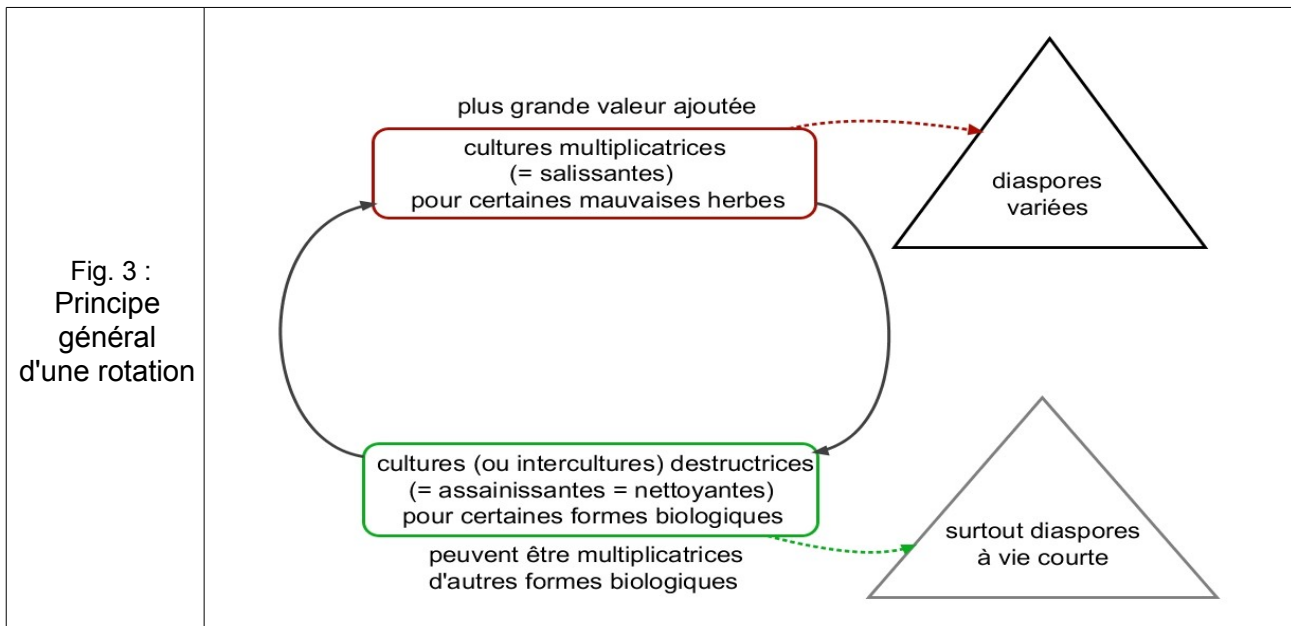 Fig. 3 :
Principe
général
d'une rotation
plus grande valeur ajoutée
cultures multiplicatrices
(= salissantes)
pour certaines mauvaises herbes
diaspores
variées
cultures (ou intercultures) destructrices
(= assainissantes = nettoyantes)
pour certaines formes biologiques
peuvent être multiplicatrices
d'autres formes biologiques
surtout diaspores
à vie courte